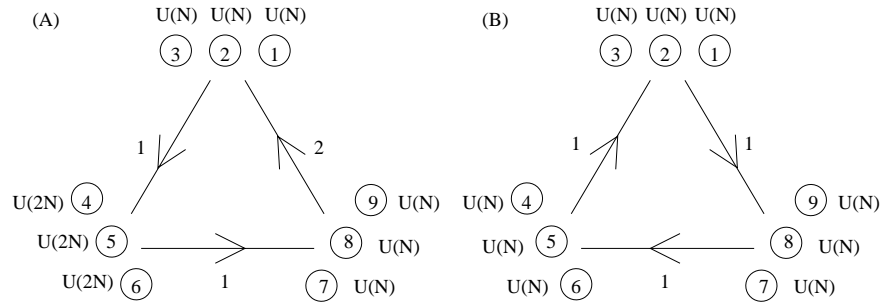 (A) U(N) U(N) U(N)
3 2 1
1 2
U(2N) 4
9 U(N)
U(2N) 5
8 U(N)
U(2N) 6
1
7 U(N)
(B) U(N) U(N) U(N)
3 2 1
1 1
U(N) 4
9 U(N)
U(N) 5
8 U(N)
U(N) 6
1
7 U(N)